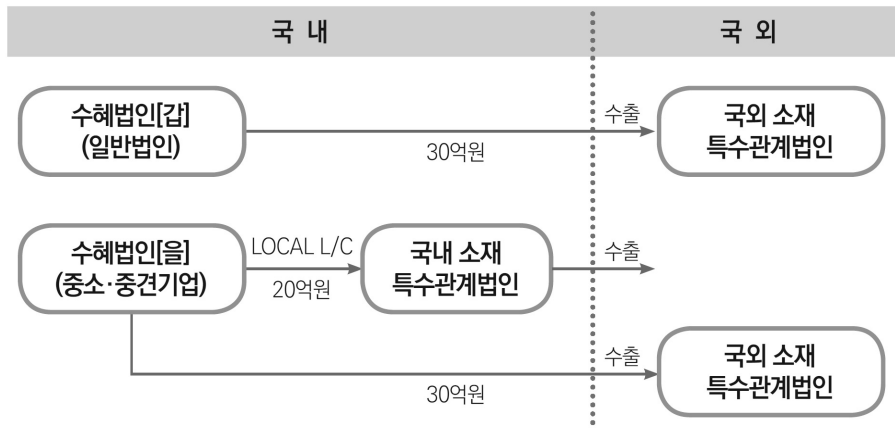 국 내
국 외
수혜법인[갑]
(일반법인)
30억원
수출
국외 소재
특수관계법인
수혜법인[을]
(중소·중견기업)
LOCAL L/C
20억원
국내 소재
특수관계법인
수출
30억원
수출
국외 소재
특수관계법인